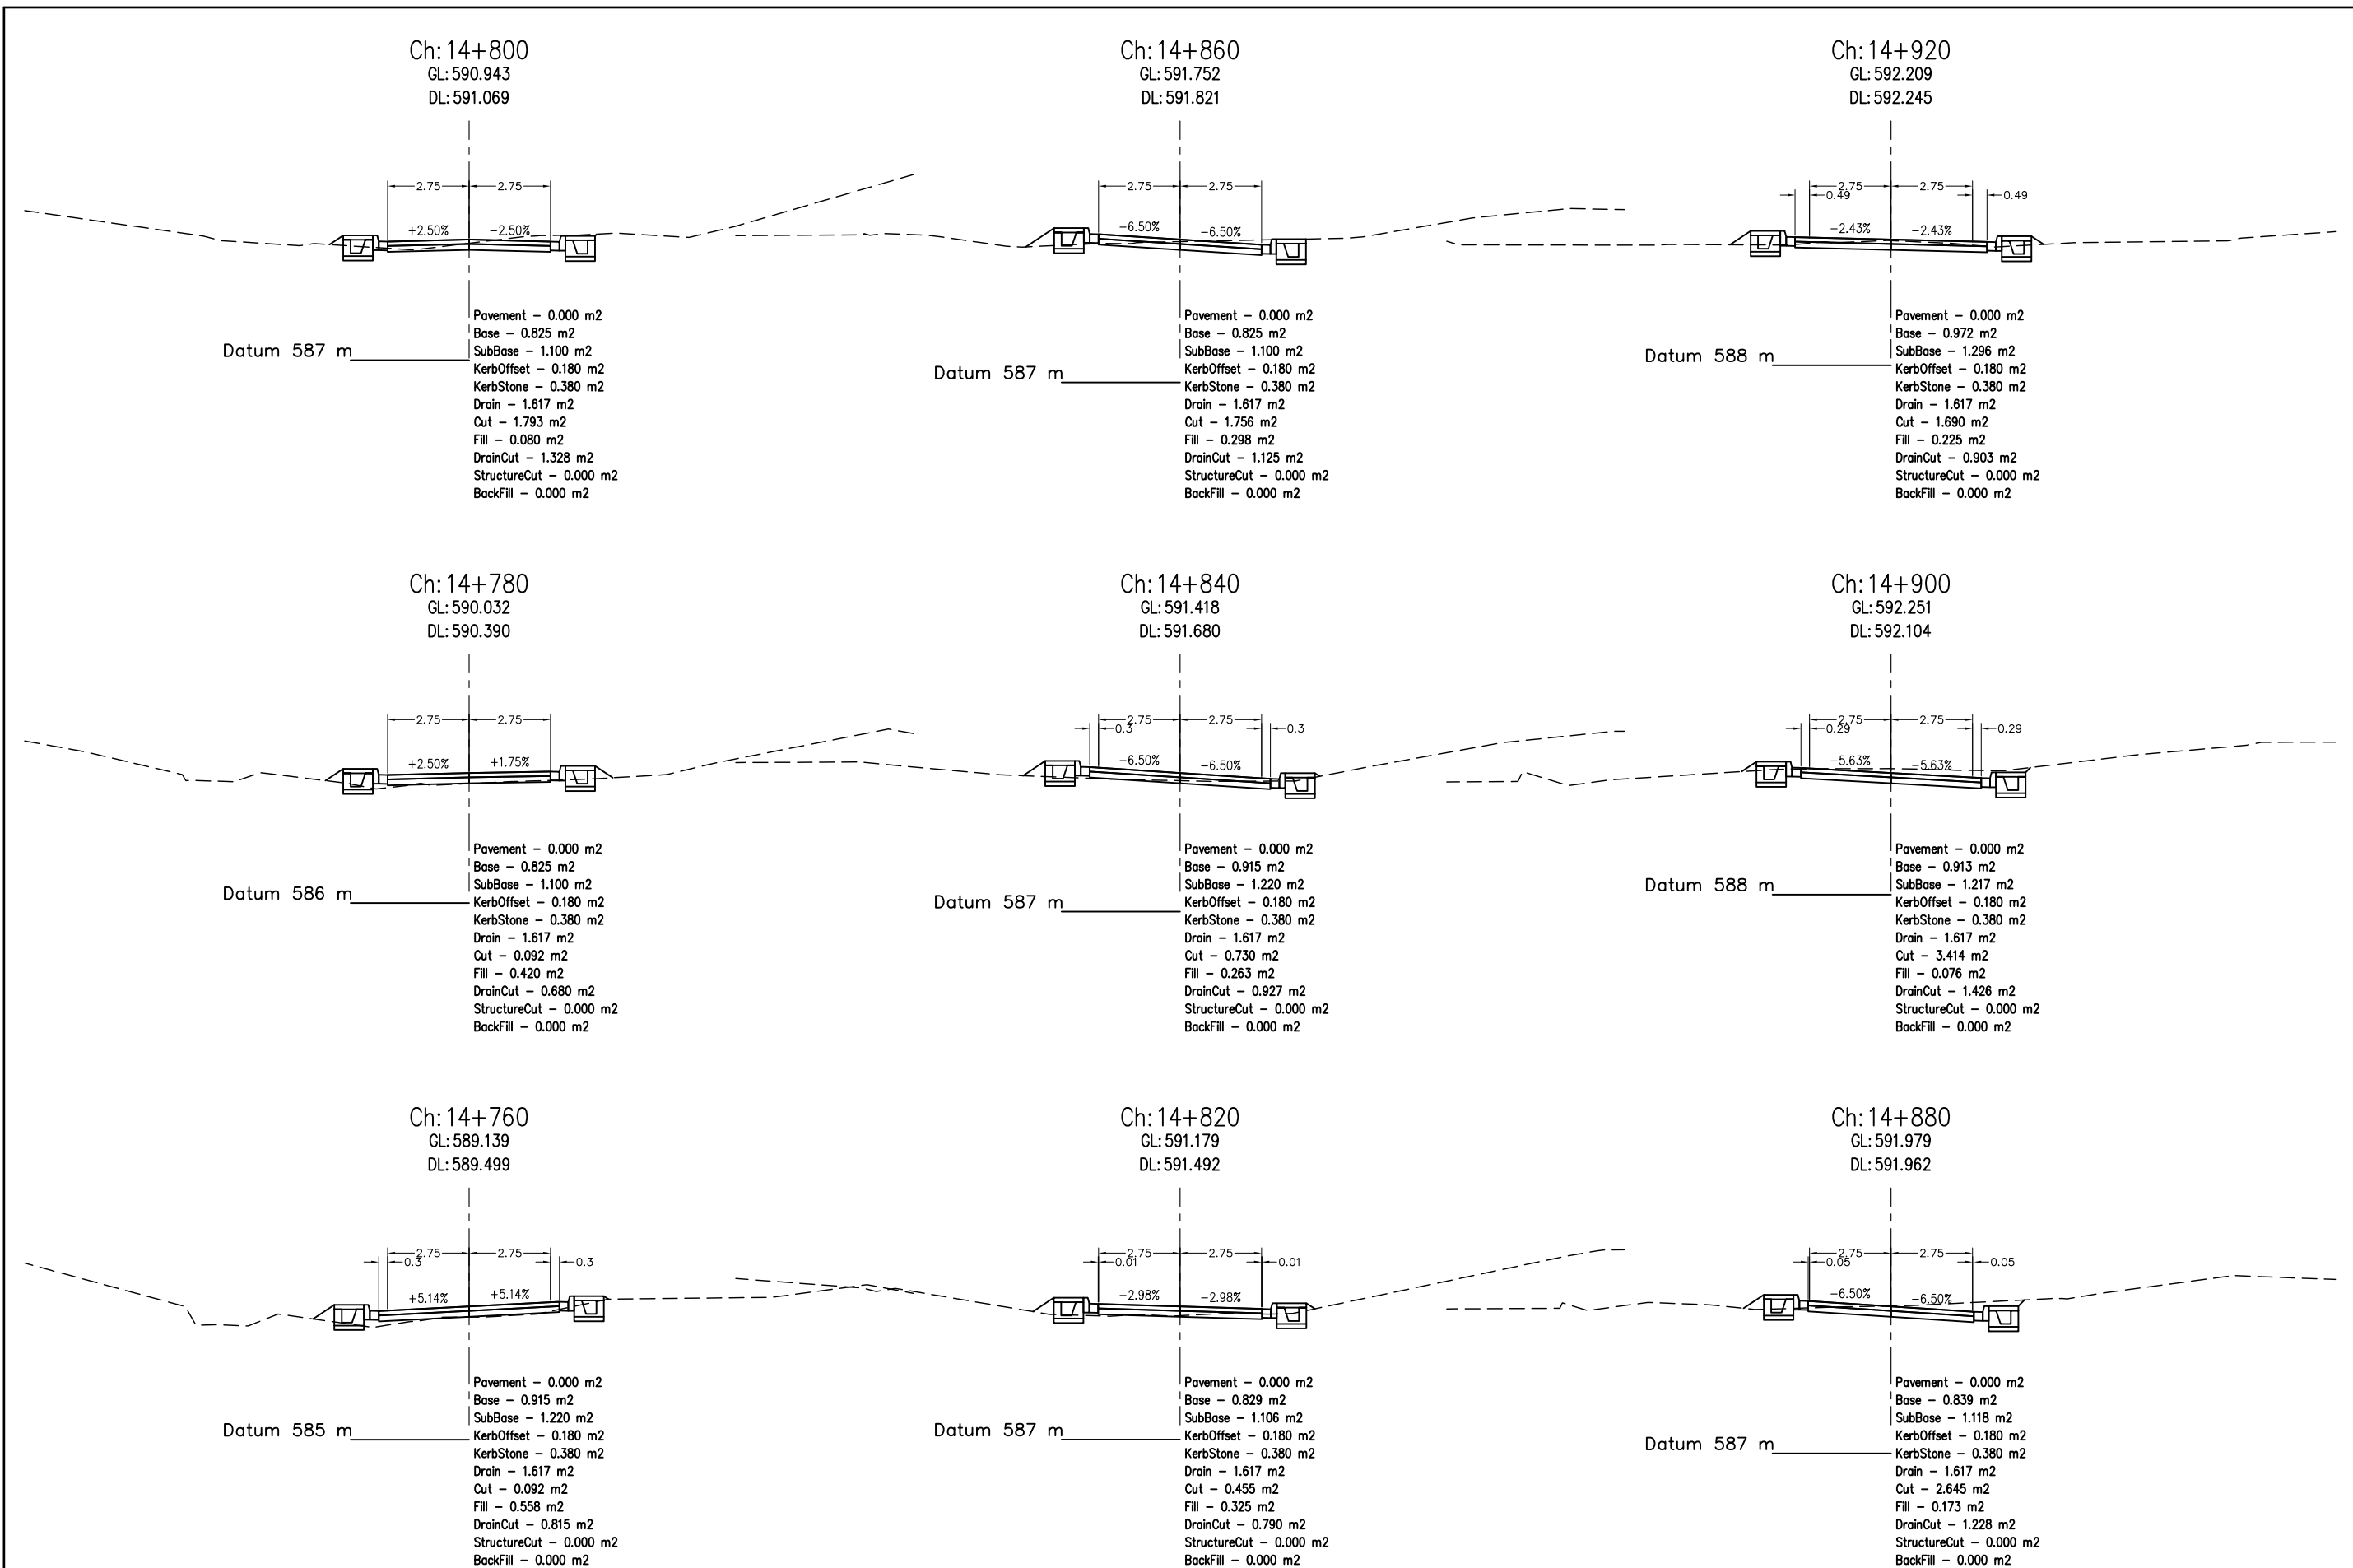 Ch:14+800
GL:590.943
DL:591.069
2.75
2.75
+2.50%
-2.50%
Datum 587 m
Pavement - 0.000 m2
Base - 0.825 m2
SubBase - 1.100 m2
KerbOffset - 0.180 m2
KerbStone - 0.380 m2
Drain - 1.617 m2
Cut - 1.793 m2
Fill - 0.080 m2
DrainCut - 1.328 m2
StructureCut - 0.000 m2
BackFill - 0.000 m2
Ch:14+860
GL:591.752
DL:591.821
2.75
2.75
-6.50%
-6.50%
Datum 587 m
Pavement - 0.000 m2
Base - 0.825 m2
SubBase - 1.100 m2
KerbOffset - 0.180 m2
KerbStone - 0.380 m2
Drain - 1.617 m2
Cut - 1.756 m2
Fill - 0.298 m2
DrainCut - 1.125 m2
StructureCut - 0.000 m2
BackFill - 0.000 m2
Ch:14+920
GL:592.209
DL:592.245
2.75
2.75
0.49
0.49
-2.43%
-2.43%
Datum 588 m
Pavement - 0.000 m2
Base - 0.972 m2
SubBase - 1.296 m2
KerbOffset - 0.180 m2
KerbStone - 0.380 m2
Drain - 1.617 m2
Cut - 1.690 m2
Fill - 0.225 m2
DrainCut - 0.903 m2
StructureCut - 0.000 m2
BackFill - 0.000 m2
Ch:14+780
GL:590.032
DL:590.390
2.75
2.75
+2.50%
+1.75%
Datum 586 m
Pavement - 0.000 m2
Base - 0.825 m2
SubBase - 1.100 m2
KerbOffset - 0.180 m2
KerbStone - 0.380 m2
Drain - 1.617 m2
Cut - 0.092 m2
Fill - 0.420 m2
DrainCut - 0.680 m2
StructureCut - 0.000 m2
BackFill - 0.000 m2
Ch:14+840
GL:591.418
DL:591.680
2.75
2.75
0.3
0.3
-6.50%
-6.50%
Datum 587 m
Pavement - 0.000 m2
Base - 0.915 m2
SubBase - 1.220 m2
KerbOffset - 0.180 m2
KerbStone - 0.380 m2
Drain - 1.617 m2
Cut - 0.730 m2
Fill - 0.263 m2
DrainCut - 0.927 m2
StructureCut - 0.000 m2
BackFill - 0.000 m2
Ch:14+900
GL:592.251
DL:592.104
2.75
2.75
0.29
0.29
-5.63%
-5.63%
Datum 588 m
Pavement - 0.000 m2
Base - 0.913 m2
SubBase - 1.217 m2
KerbOffset - 0.180 m2
KerbStone - 0.380 m2
Drain - 1.617 m2
Cut - 3.414 m2
Fill - 0.076 m2
DrainCut - 1.426 m2
StructureCut - 0.000 m2
BackFill - 0.000 m2
Ch:14+760
GL:589.139
DL:589.499
2.75
2.75
0.3
0.3
+5.14%
+5.14%
Datum 585 m
Pavement - 0.000 m2
Base - 0.915 m2
SubBase - 1.220 m2
KerbOffset - 0.180 m2
KerbStone - 0.380 m2
Drain - 1.617 m2
Cut - 0.092 m2
Fill - 0.558 m2
DrainCut - 0.815 m2
StructureCut - 0.000 m2
BackFill - 0.000 m2
Ch:14+820
GL:591.179
DL:591.492
2.75
2.75
0.01
0.01
-2.98%
-2.98%
Datum 587 m
Pavement - 0.000 m2
Base - 0.829 m2
SubBase - 1.106 m2
KerbOffset - 0.180 m2
KerbStone - 0.380 m2
Drain - 1.617 m2
Cut - 0.455 m2
Fill - 0.325 m2
DrainCut - 0.790 m2
StructureCut - 0.000 m2
BackFill - 0.000 m2
Ch:14+880
GL:591.979
DL:591.962
2.75
2.75
0.05
0.05
-6.50%
-6.50%
Datum 587 m
Pavement - 0.000 m2
Base - 0.839 m2
SubBase - 1.118 m2
KerbOffset - 0.180 m2
KerbStone - 0.380 m2
Drain - 1.617 m2
Cut - 2.645 m2
Fill - 0.173 m2
DrainCut - 1.228 m2
StructureCut - 0.000 m2
BackFill - 0.000 m2